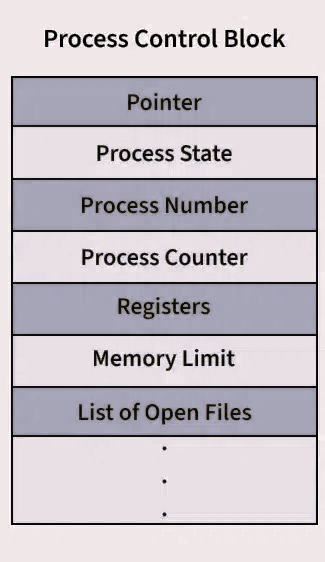 Process Control Block
Pointer
Process State
Process Number
Process Counter
Registers
Memory Limit
List of Open Files
.
.
.